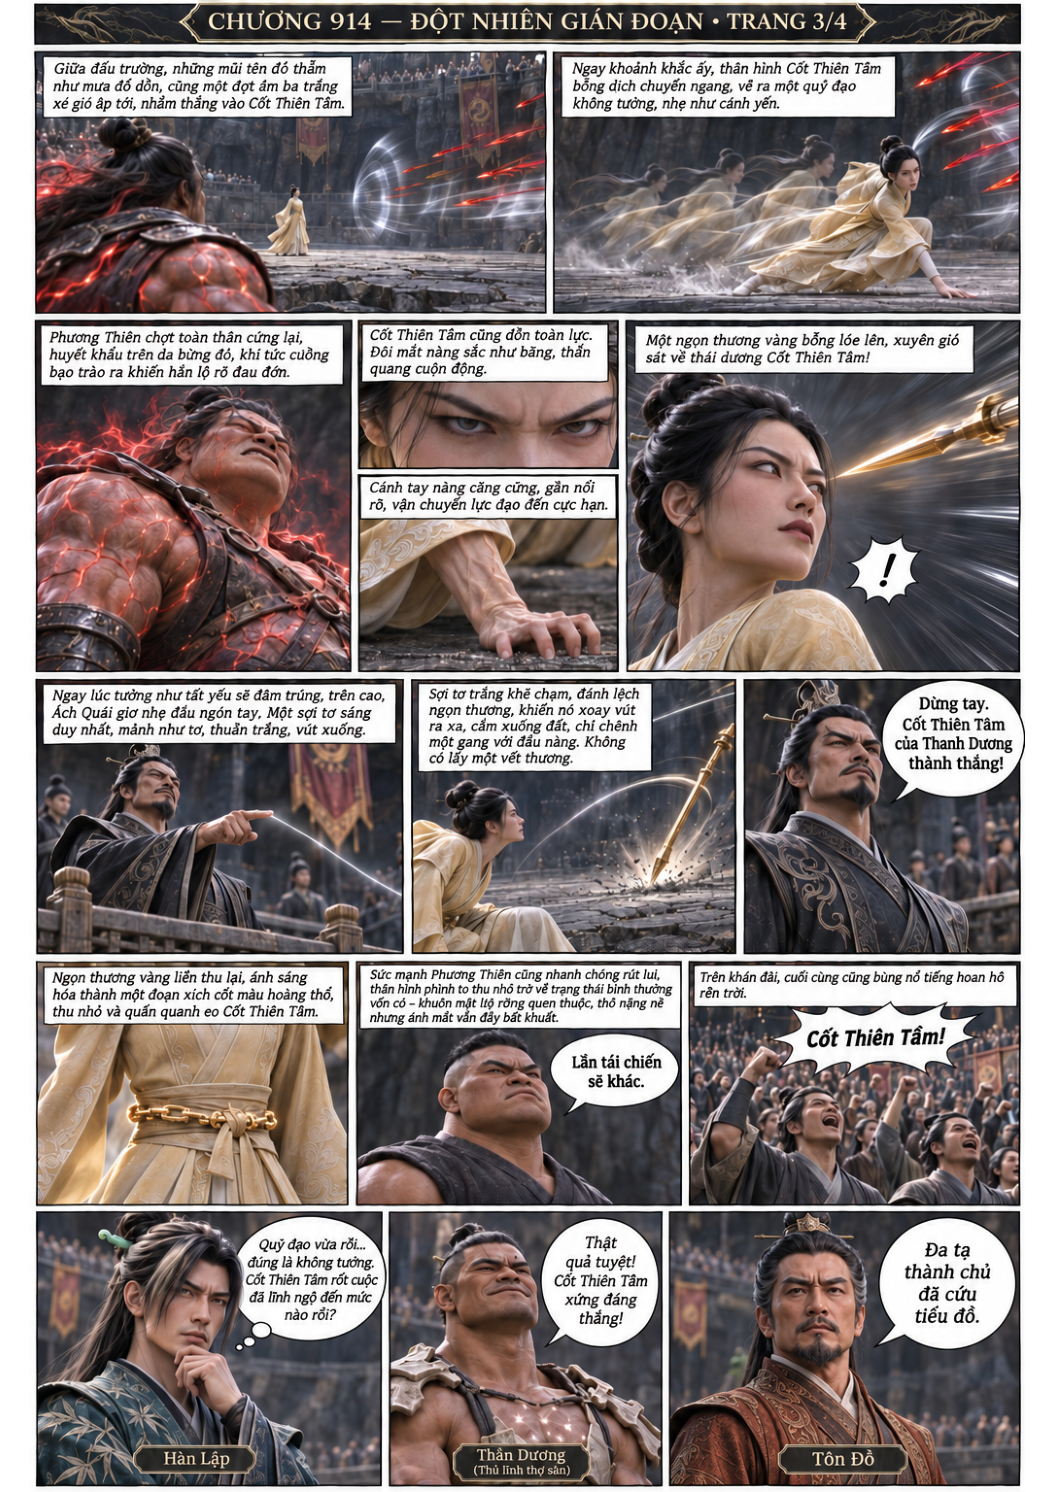 CHƯƠNG 914 — ĐỘT NHIÊN GIÁN ĐOẠN • TRANG 3/4
Giữa đấu trường, những mũi tên đỏ thẫm
như mưa đổ dồn, cùng một đợt âm ba trắng
xé gió ập tới, nhằm thẳng vào Cốt Thiên Tâm.
Ngay khoảnh khắc ấy, thân hình Cốt Thiên Tâm
bỗng dịch chuyển ngang, vẽ ra một quỹ đạo
không tưởng, nhẹ như cánh yến.
Phương Thiên chợt toàn thân cứng lại,
huyết khẩu trên da bừng đỏ, khí tức cuồng
bạo trào ra khiến hắn lộ rõ đau đớn.
Cốt Thiên Tâm cũng dồn toàn lực.
Đôi mắt nàng sắc như băng, thần
quang cuộn động.
Cánh tay nàng căng cứng, gân nổi
rõ, vận chuyển lực đạo đến cực hạn.
Một ngọn thương vàng bỗng lóe lên, xuyên gió
sát về thái dương Cốt Thiên Tâm!
!
Ngay lúc tưởng như tất yếu sẽ đâm trúng, trên cao,
Ách Quái giơ nhẹ đầu ngón tay. Một sợi tơ sáng
duy nhất, mảnh như tơ, thuần trắng, vút xuống.
Sợi tơ trắng khẽ chạm, đánh lệch
ngọn thương, khiến nó xoay vút
ra xa, cắm xuống đất, chỉ chênh
một gang với đầu nàng. Không
có lấy một vết thương.
Dừng tay.
Cốt Thiên Tâm
của Thanh Dương
thành thắng!
Ngọn thương vàng liền thu lại, ánh sáng
hóa thành một đoạn xích cốt màu hoàng thổ,
thu nhỏ và quấn quanh eo Cốt Thiên Tâm.
Sức mạnh Phương Thiên cũng nhanh chóng rút lui,
thân hình phình to thu nhỏ trở về trạng thái bình thường
vốn có – khuôn mặt lộ rõ quen thuộc, thô nặng nề
nhưng ánh mắt vẫn đầy bất khuất.
Lần tái chiến
sẽ khác.
Trên khán đài, cuối cùng cũng bùng nổ tiếng hoan hô
rền trời.
Cốt Thiên Tầm!
Quỹ đạo vừa rồi...
đúng là không tưởng.
Cốt Thiên Tâm rốt cuộc
đã lĩnh ngộ đến mức
nào rồi?
Thật
quả tuyệt!
Cốt Thiên Tâm
xứng đáng
thắng!
Đa tạ
thành chủ
đã cứu
tiểu đồ.
Hàn Lập
Thần Dương
(Thủ lĩnh thợ săn)
Tôn Đồ